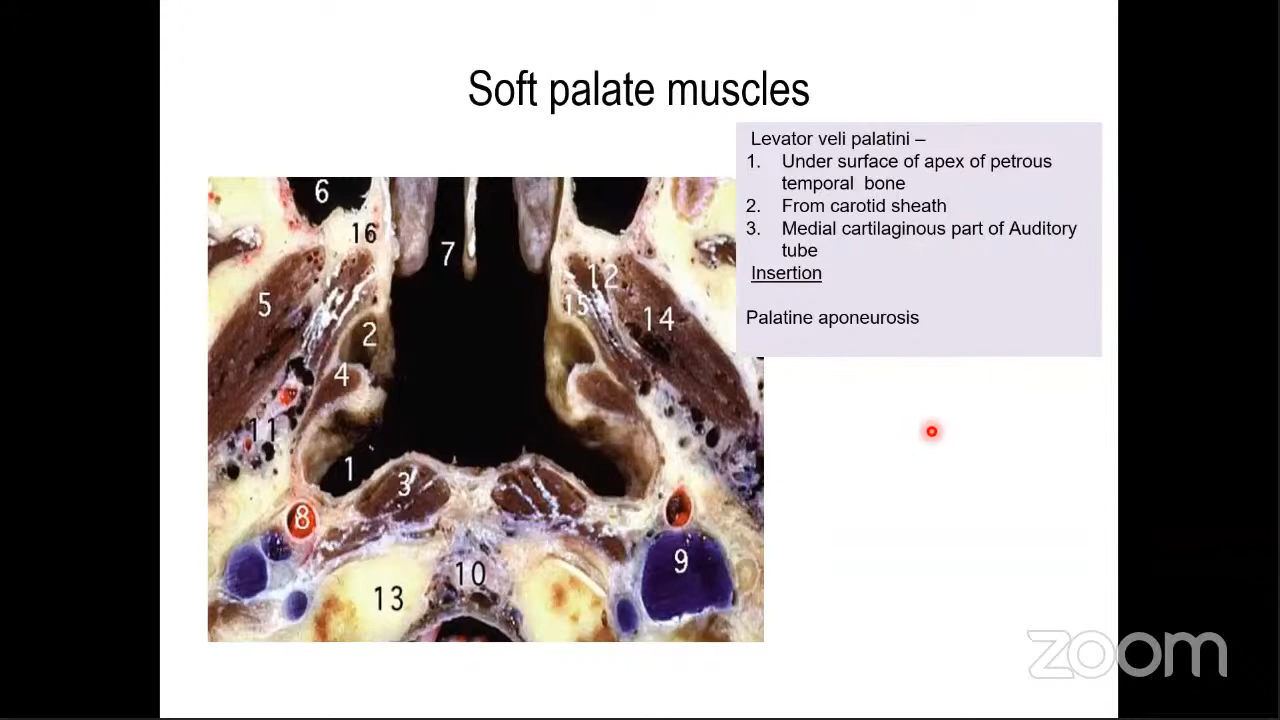 Soft palate muscles
Levator veli palatini –
1. Under surface of apex of petrous
temporal bone
2. From carotid sheath
3. Medial cartilaginous part of Auditory
tube
Insertion
Palatine aponeurosis
6
16
7
12
5
15
14
2
4
11
1
3
8
9
10
13
zoom